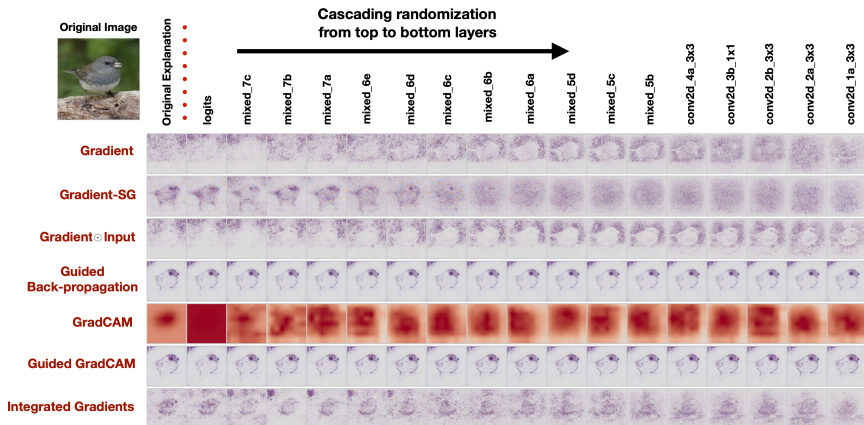 Cascading randomization
from top to bottom layers
Original Image
Original Explanation
logits
mixed_7c
mixed_7b
mixed_7a
mixed_6e
mixed_6d
mixed_6c
mixed_6b
mixed_6a
mixed_5d
mixed_5c
mixed_5b
conv2d_4a_3x3
conv2d_3b_1x1
conv2d_2b_3x3
conv2d_2a_3x3
conv2d_1a_3x3
Gradient
Gradient-SG
Gradient⊙Input
Guided
Back-propagation
GradCAM
Guided GradCAM
Integrated Gradients